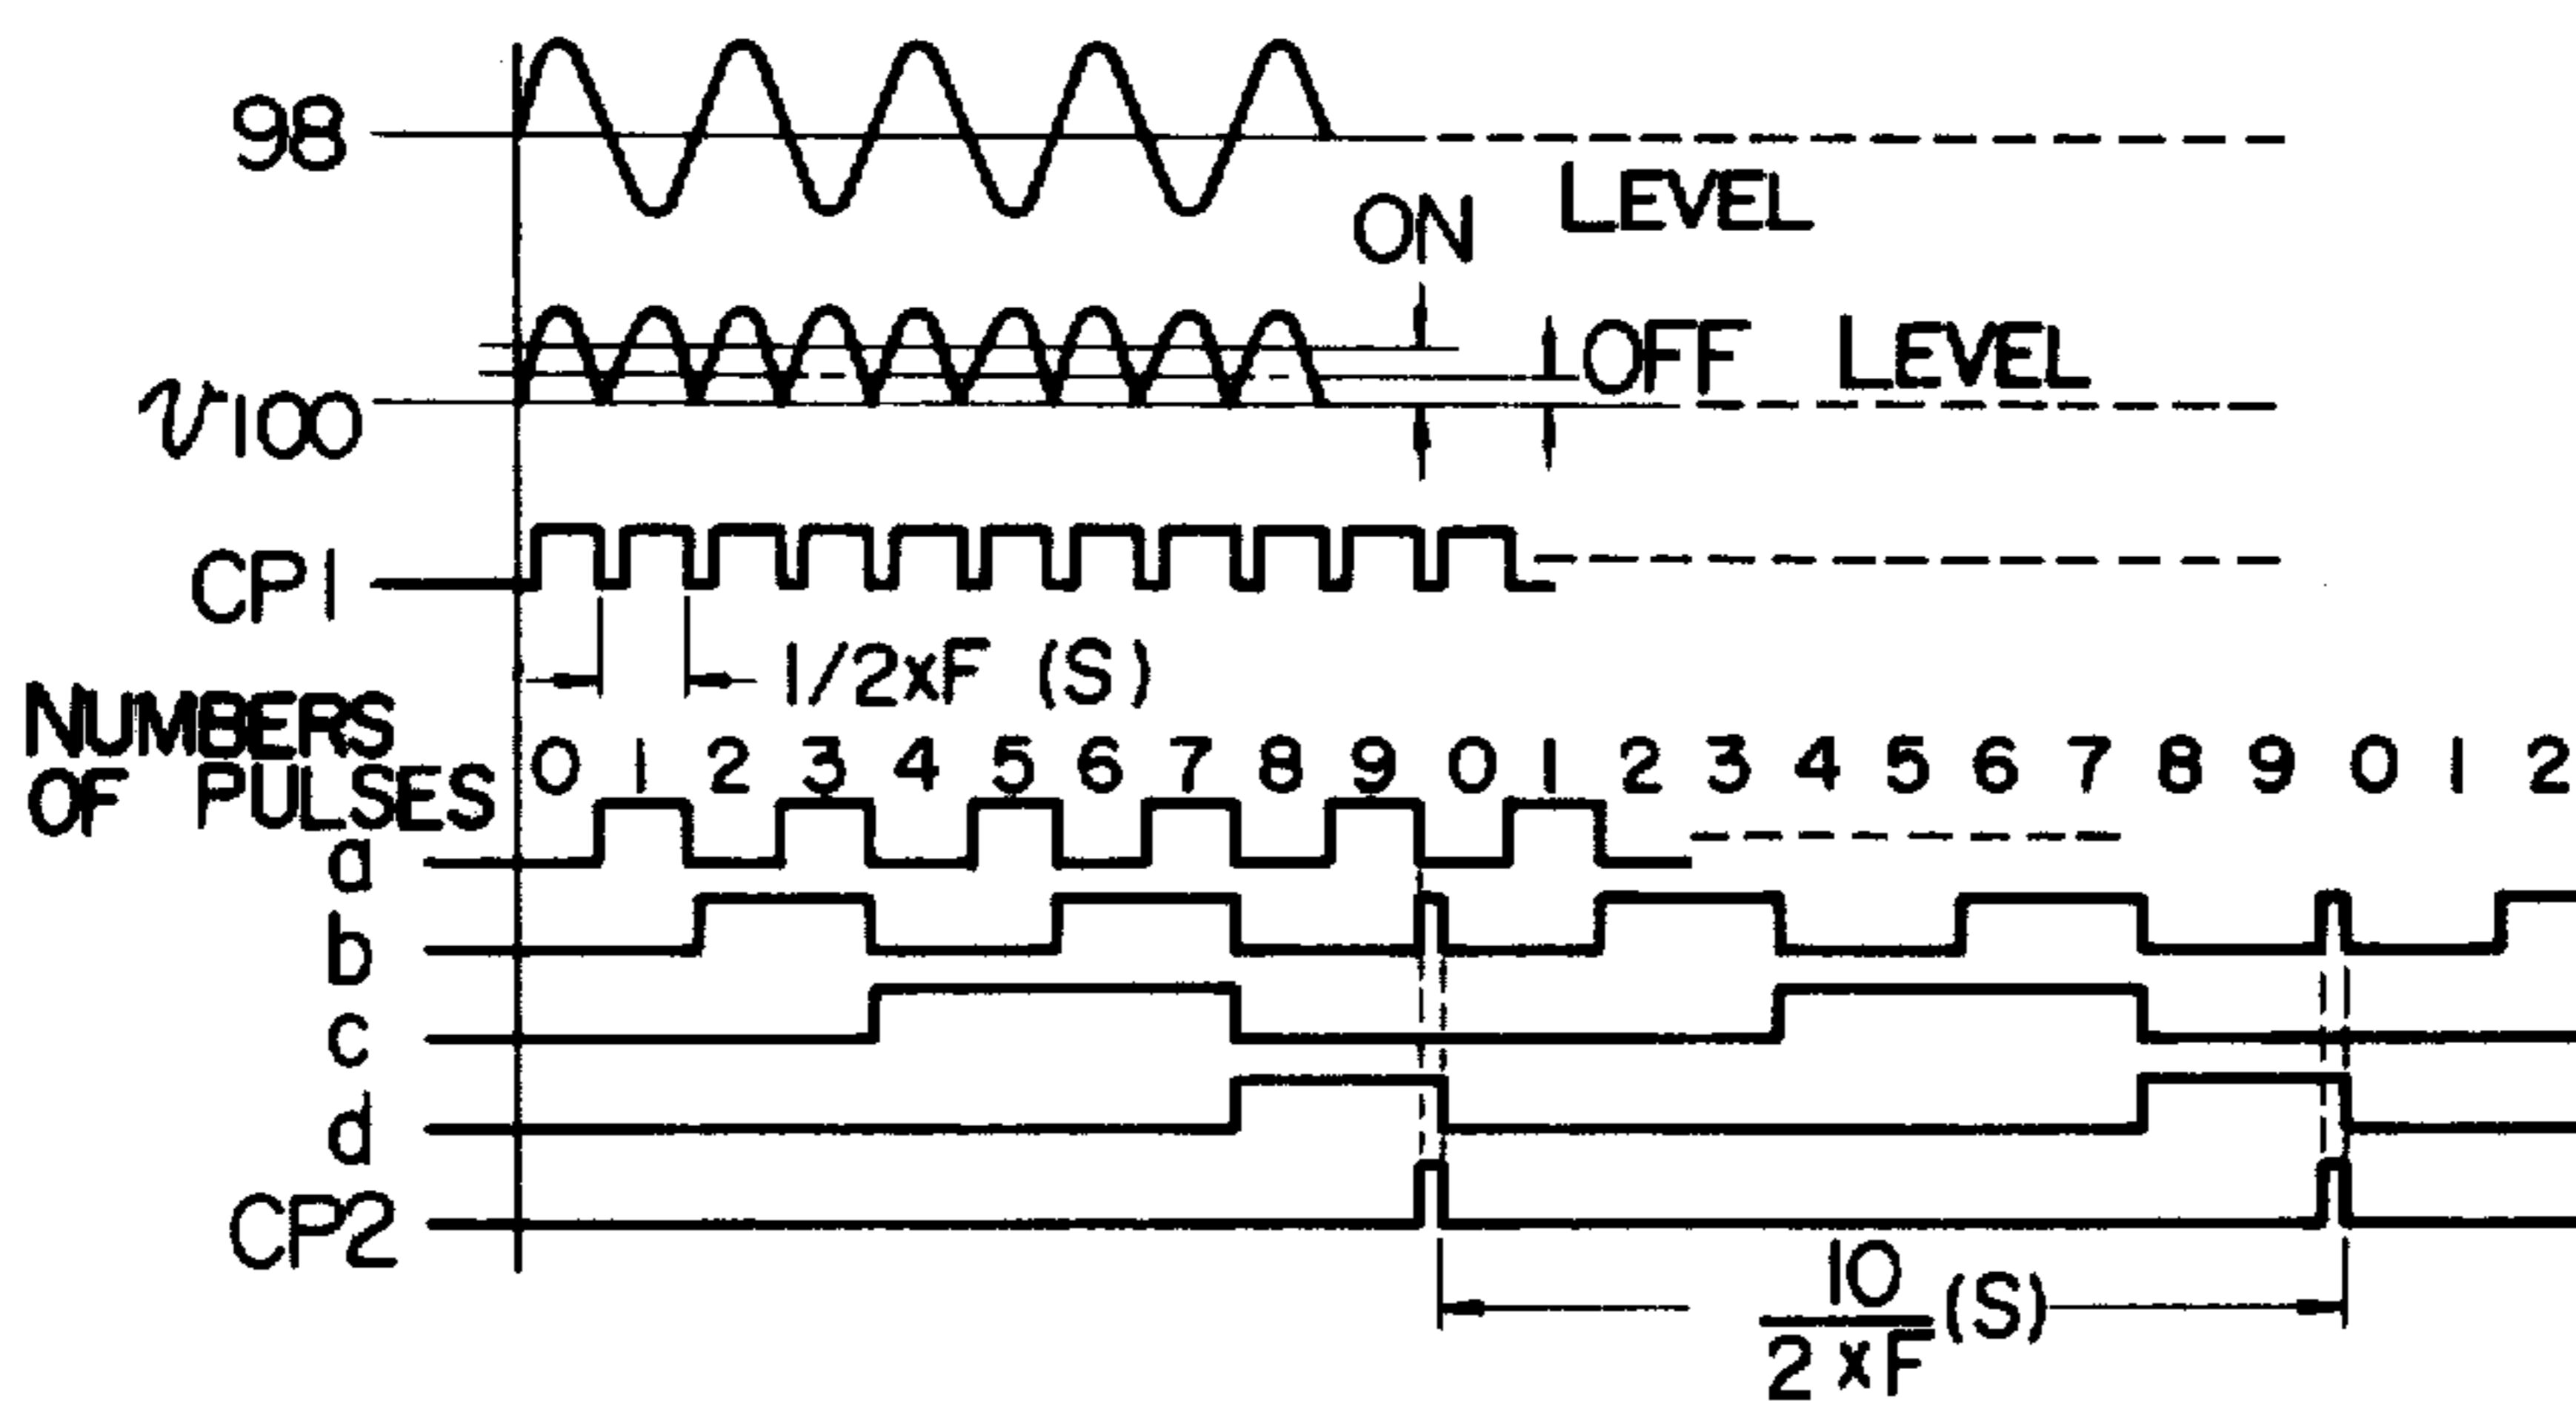 98
LEVEL
ON
OFF LEVEL
v100
CP1
1/2xF (S)
NUMBERS
OF PULSES
0 1 2 3 4 5 6 7 8 9 0 1 2 3 4 5 6 7 8 9 0 1 2
a
b
c
d
CP2
10
2xF (S)